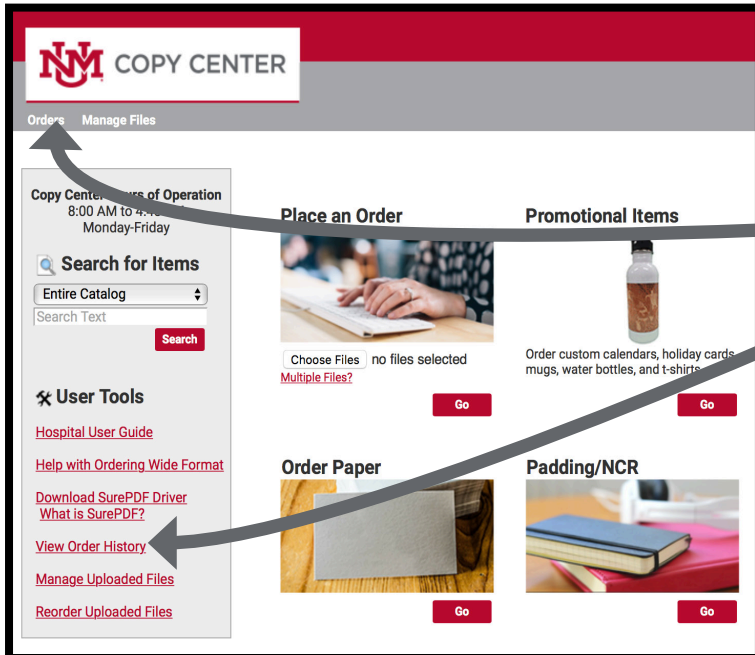 UNM COPY CENTER
Orders Manage Files
Copy Center of Operation
8:00 AM to
Monday-Friday
Search for Items
Entire Catalog
Search Text
Search
User Tools
Hospital User Guide
Help with Ordering Wide Format
Download SurePDF Driver
What is SurePDF?
View Order History
Manage Uploaded Files
Reorder Uploaded Files
Place an Order
Choose Files no files selected
Multiple Files?
Go
Promotional Items
Order custom calendars, holiday cards
mugs, water bottles, and t-shirts
Go
Order Paper
Go
Padding/NCR
Go